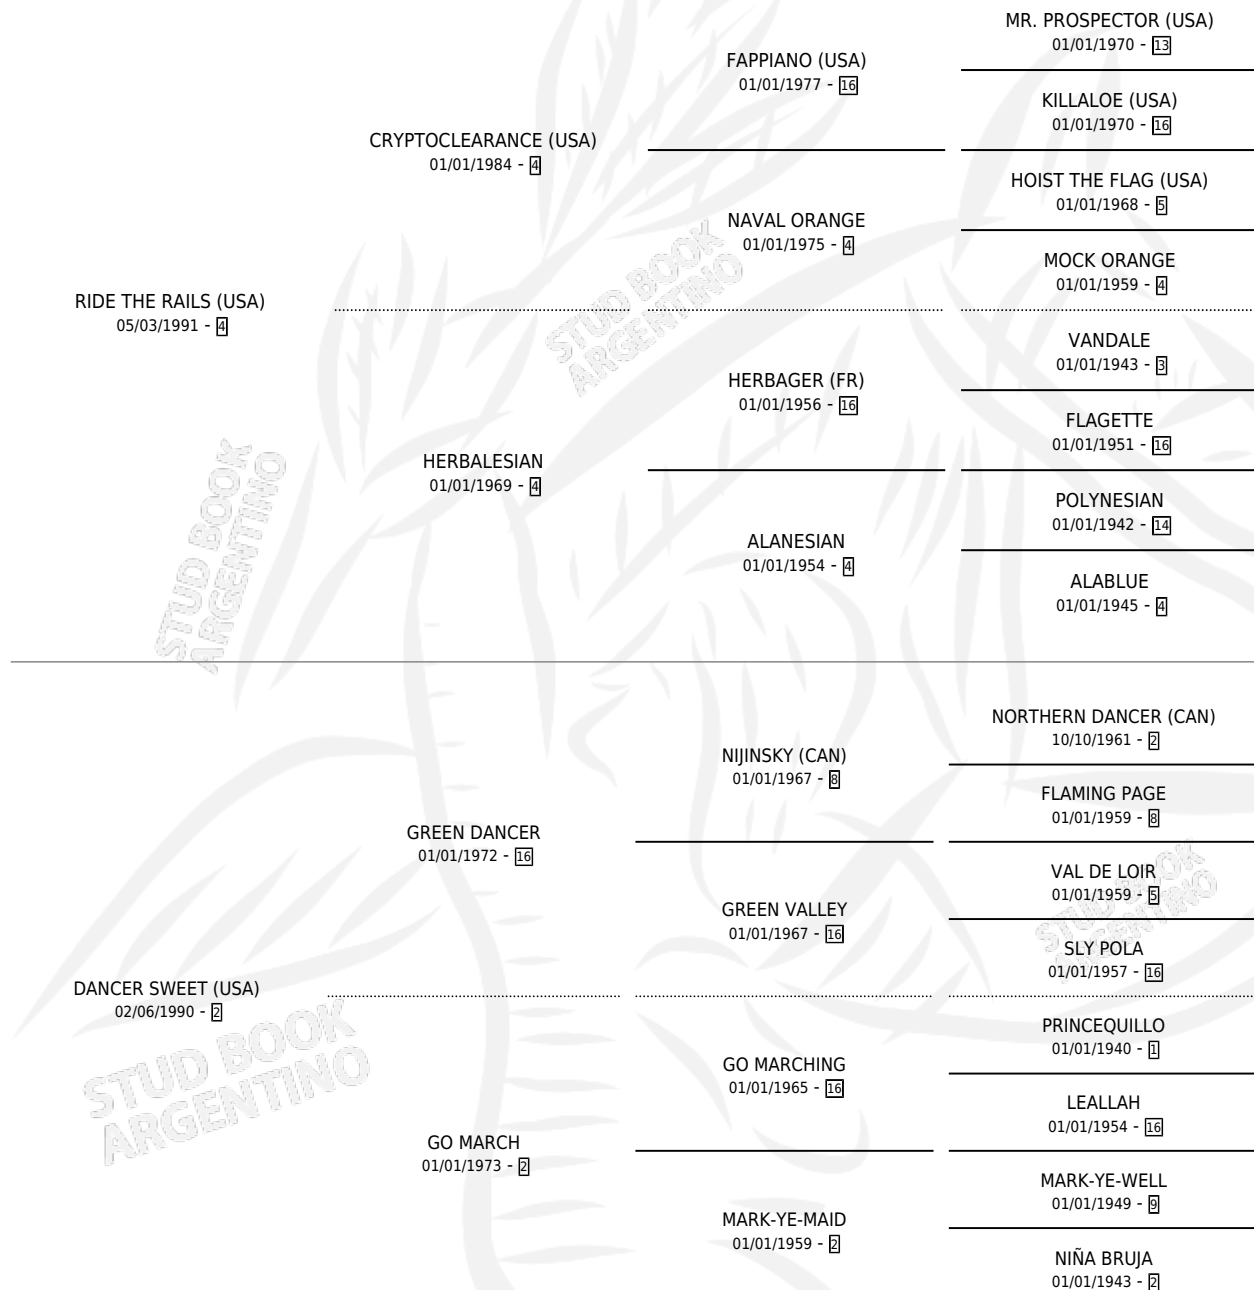 MR. PROSPECTOR (USA)
01/01/1970 - 13
FAPPIANO (USA)
01/01/1977 - 16
KILLALOE (USA)
01/01/1970 - 16
CRYPTOCLEARANCE (USA)
01/01/1984 - 4
HOIST THE FLAG (USA)
01/01/1968 - 5
NAVAL ORANGE
01/01/1975 - 4
MOCK ORANGE
01/01/1959 - 4
RIDE THE RAILS (USA)
05/03/1991 - 4
VANDALE
01/01/1943 - 3
HERBAGER (FR)
01/01/1956 - 16
FLAGETTE
01/01/1951 - 16
HERBALESIAN
01/01/1969 - 4
POLYNESIAN
01/01/1942 - 14
ALANESIAN
01/01/1954 - 4
ALABLUE
01/01/1945 - 4
NORTHERN DANCER (CAN)
10/10/1961 - 2
NIJINSKY (CAN)
01/01/1967 - 8
FLAMING PAGE
01/01/1959 - 8
GREEN DANCER
01/01/1972 - 16
VAL DE LOIR
01/01/1959 - 5
GREEN VALLEY
01/01/1967 - 16
SLY POLA
01/01/1957 - 16
DANCER SWEET (USA)
02/06/1990 - 2
PRINCEQUILLO
01/01/1940 - 1
GO MARCHING
01/01/1965 - 16
LEALLAH
01/01/1954 - 16
GO MARCH
01/01/1973 - 2
MARK-YE-WELL
01/01/1949 - 9
MARK-YE-MAID
01/01/1959 - 2
NIÑA BRUJA
01/01/1943 - 2
STUD BOOK
ARGENTINO
STUD BOOK
ARGENTINO
STUD BOOK
ARGENTINO
STUD BOOK
ARGENTINO